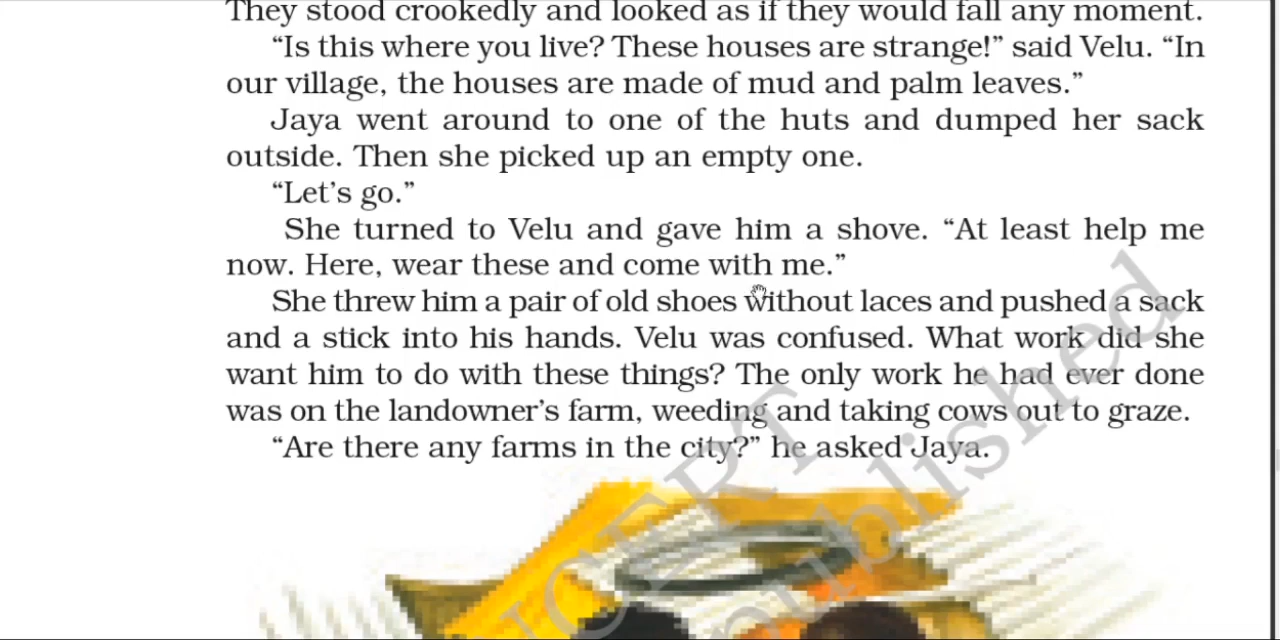 They stood crookedly and looked as if they would fall any moment.
“Is this where you live? These houses are strange!” said Velu. “In
our village, the houses are made of mud and palm leaves.”
Jaya went around to one of the huts and dumped her sack
outside. Then she picked up an empty one.
“Let’s go.”
She turned to Velu and gave him a shove. “At least help me
now. Here, wear these and come with me.”
She threw him a pair of old shoes without laces and pushed a sack
and a stick into his hands. Velu was confused. What work did she
want him to do with these things? The only work he had ever done
was on the landowner’s farm, weeding and taking cows out to graze.
“Are there any farms in the city?” he asked Jaya.
NCERT
published